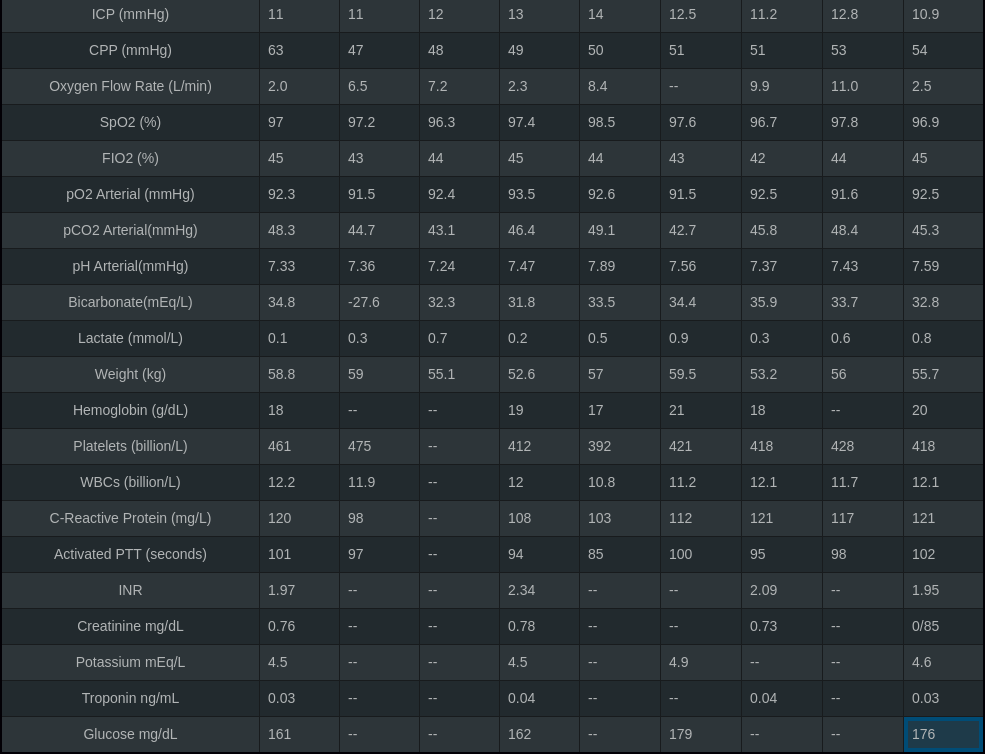 ICP (mmHg) 11 11 12 13 14 12.5 11.2 12.8 10.9
CPP (mmHg) 63 47 48 49 50 51 51 53 54
Oxygen Flow Rate (L/min) 2.0 6.5 7.2 2.3 8.4 -- 9.9 11.0 2.5
SpO2 (%) 97 97.2 96.3 97.4 98.5 97.6 96.7 97.8 96.9
FIO2 (%) 45 43 44 45 44 43 42 44 45
pO2 Arterial (mmHg) 92.3 91.5 92.4 93.5 92.6 91.5 92.5 91.6 92.5
pCO2 Arterial(mmHg) 48.3 44.7 43.1 46.4 49.1 42.7 45.8 48.4 45.3
pH Arterial(mmHg) 7.33 7.36 7.24 7.47 7.89 7.56 7.37 7.43 7.59
Bicarbonate(mEq/L) 34.8 -27.6 32.3 31.8 33.5 34.4 35.9 33.7 32.8
Lactate (mmol/L) 0.1 0.3 0.7 0.2 0.5 0.9 0.3 0.6 0.8
Weight (kg) 58.8 59 55.1 52.6 57 59.5 53.2 56 55.7
Hemoglobin (g/dL) 18 -- -- 19 17 21 18 -- 20
Platelets (billion/L) 461 475 -- 412 392 421 418 428 418
WBCs (billion/L) 12.2 11.9 -- 12 10.8 11.2 12.1 11.7 12.1
C-Reactive Protein (mg/L) 120 98 -- 108 103 112 121 117 121
Activated PTT (seconds) 101 97 -- 94 85 100 95 98 102
INR 1.97 -- -- 2.34 -- -- 2.09 -- 1.95
Creatinine mg/dL 0.76 -- -- 0.78 -- -- 0.73 -- 0/85
Potassium mEq/L 4.5 -- -- 4.5 -- 4.9 -- -- 4.6
Troponin ng/mL 0.03 -- -- 0.04 -- -- 0.04 -- 0.03
Glucose mg/dL 161 -- -- 162 -- 179 -- -- 176